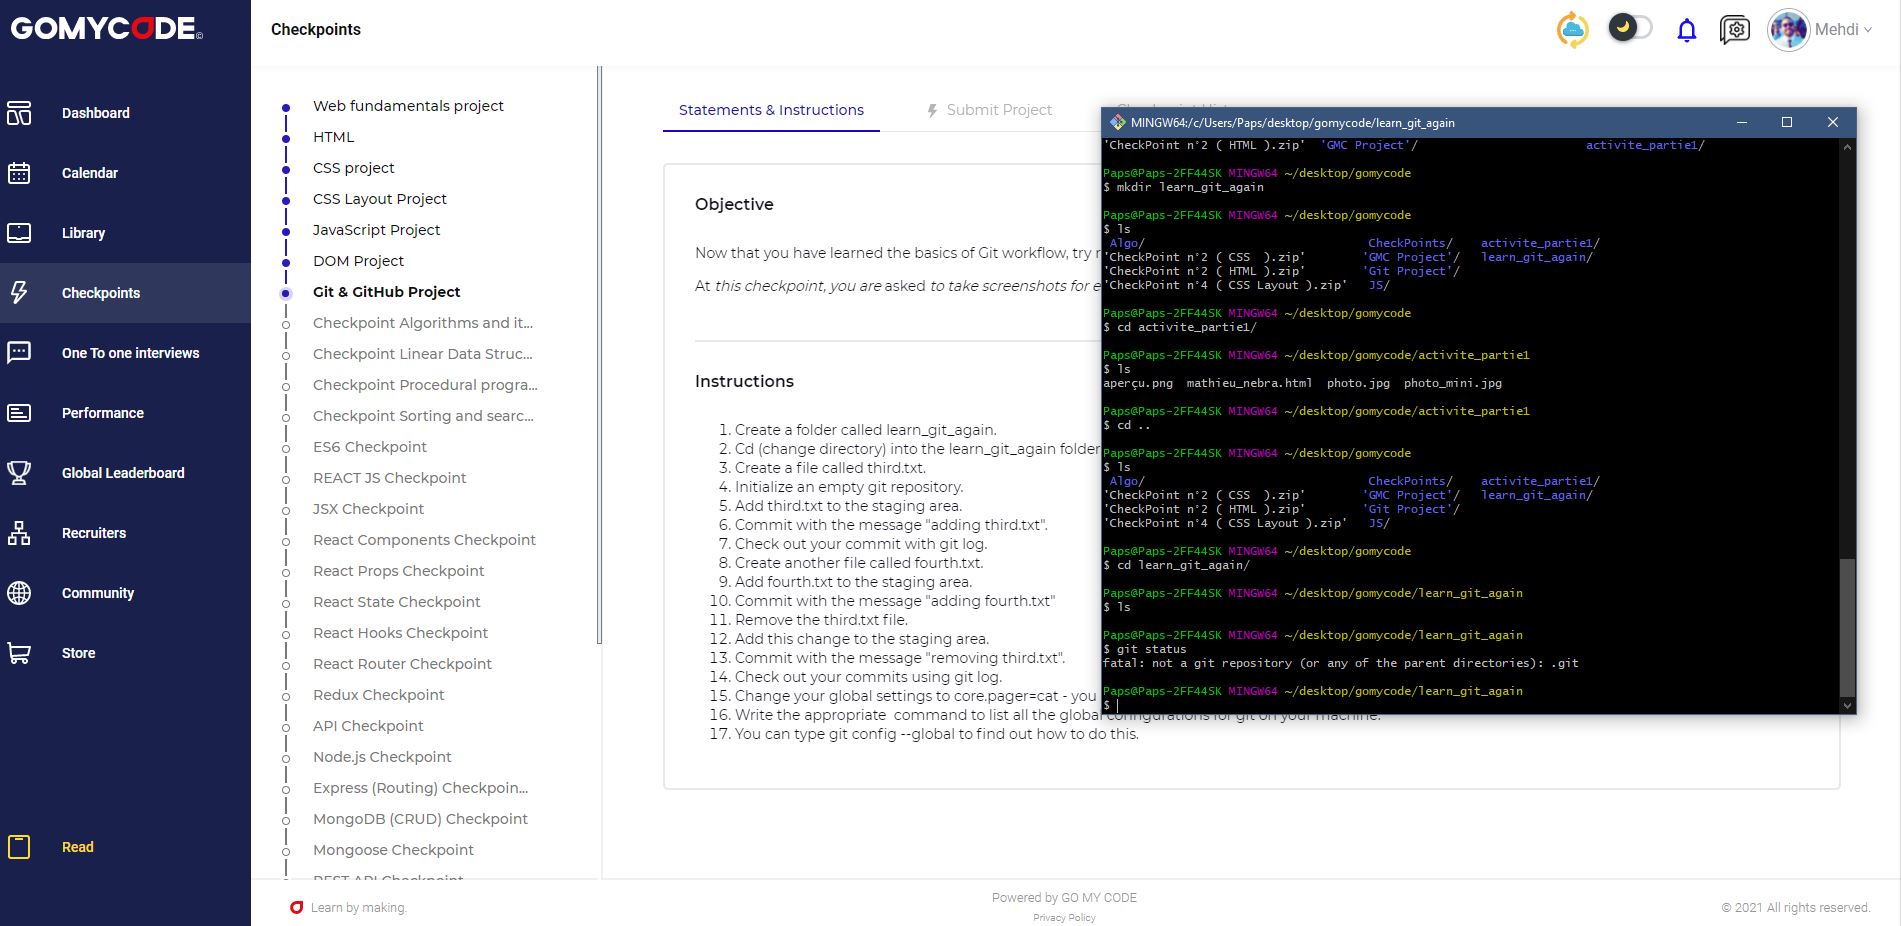 GOMYCODE©
Dashboard
Calendar
Library
Checkpoints
One To one interviews
Performance
Global Leaderboard
Recruiters
Community
Store
Read
Checkpoints
Mehdi
Web fundamentals project
HTML
CSS project
CSS Layout Project
JavaScript Project
DOM Project
Git & GitHub Project
Checkpoint Algorithms and it...
Checkpoint Linear Data Struc...
Checkpoint Procedural progra...
Checkpoint Sorting and searc...
ES6 Checkpoint
REACT JS Checkpoint
JSX Checkpoint
React Components Checkpoint
React Props Checkpoint
React State Checkpoint
React Hooks Checkpoint
React Router Checkpoint
Redux Checkpoint
API Checkpoint
Node.js Checkpoint
Express (Routing) Checkpoin...
MongoDB (CRUD) Checkpoint
Mongoose Checkpoint
REST API Checkpoint
Statements & Instructions
Submit Project
Objective
Now that you have learned the basics of Git workflow, try
At this checkpoint, you are asked to take screenshots for
Instructions
1. Create a folder called learn_git_again.
2. Cd (change directory) into the learn_git_again folder
3. Create a file called third.txt.
4. Initialize an empty git repository.
5. Add third.txt to the staging area.
6. Commit with the message "adding third.txt".
7. Check out your commit with git log.
8. Create another file called fourth.txt.
9. Add fourth.txt to the staging area.
10. Commit with the message "adding fourth.txt"
11. Remove the third.txt file.
12. Add this change to the staging area.
13. Commit with the message "removing third.txt".
14. Check out your commits using git log.
15. Change your global settings to core.pager=cat - you
16. Write the appropriate command to list all the global configurations for git on your machine.
17. You can type git config --global to find out how to do this.
MINGW64:/c/Users/Paps/desktop/gomycode/learn_git_again
'CheckPoint n°2 ( HTML ).zip' 'GMC Project'/ activite_partie1/
Paps@Paps-2FF44SK MINGW64 ~/desktop/gomycode
$ mkdir learn_git_again
Paps@Paps-2FF44SK MINGW64 ~/desktop/gomycode
$ ls
Algo/ CheckPoints/ activite_partie1/
'CheckPoint n°2 ( CSS ).zip' 'GMC Project'/ learn_git_again/
'CheckPoint n°2 ( HTML ).zip' 'Git Project'/
'CheckPoint n°4 ( CSS Layout ).zip' JS/
Paps@Paps-2FF44SK MINGW64 ~/desktop/gomycode
$ cd activite_partie1/
Paps@Paps-2FF44SK MINGW64 ~/desktop/gomycode/activite_partie1
$ ls
aperçu.png mathieu_nebra.html photo.jpg photo_mini.jpg
Paps@Paps-2FF44SK MINGW64 ~/desktop/gomycode/activite_partie1
$ cd ..
Paps@Paps-2FF44SK MINGW64 ~/desktop/gomycode
$ ls
Algo/ CheckPoints/ activite_partie1/
'CheckPoint n°2 ( CSS ).zip' 'GMC Project'/ learn_git_again/
'CheckPoint n°2 ( HTML ).zip' 'Git Project'/
'CheckPoint n°4 ( CSS Layout ).zip' JS/
Paps@Paps-2FF44SK MINGW64 ~/desktop/gomycode
$ cd learn_git_again/
Paps@Paps-2FF44SK MINGW64 ~/desktop/gomycode/learn_git_again
$ ls
Paps@Paps-2FF44SK MINGW64 ~/desktop/gomycode/learn_git_again
$ git status
fatal: not a git repository (or any of the parent directories): .git
Paps@Paps-2FF44SK MINGW64 ~/desktop/gomycode/learn_git_again
$
Learn by making.
Powered by GO MY CODE
Privacy Policy
© 2021 All rights reserved.